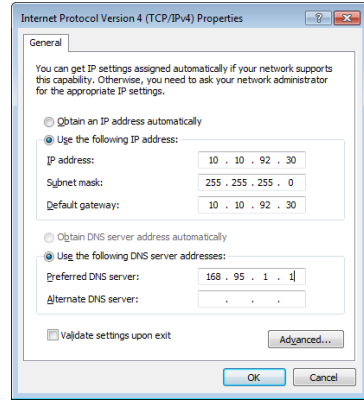 Internet Protocol Version 4 (TCP/IPv4) Properties
General
You can get IP settings assigned automatically if your network supports
this capability. Otherwise, you need to ask your network administrator
for the appropriate IP settings.
Obtain an IP address automatically
Use the following IP address:
IP address: 10 . 10 . 92 . 30
Subnet mask: 255 . 255 . 255 . 0
Default gateway: 10 . 10 . 92 . 30
Obtain DNS server address automatically
Use the following DNS server addresses:
Preferred DNS server: 168 . 95 . 1 . 1
Alternate DNS server: . . .
Validate settings upon exit
Advanced...
OK Cancel